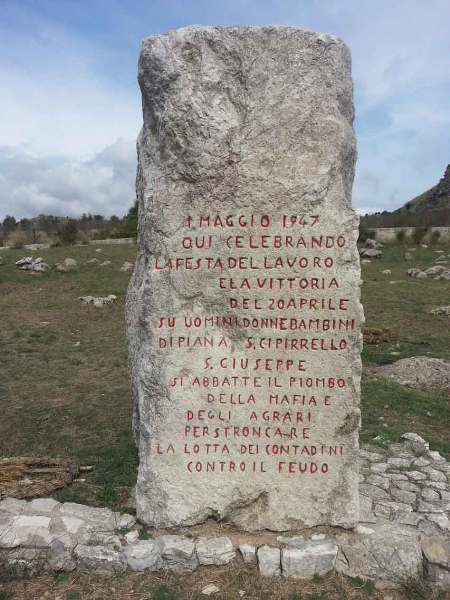 1 MAGGIO 1947
QUI CELEBRANDO
LA FESTA DEL LAVORO
E LA VITTORIA
DEL 20 APRILE
SU UOMINI DONNE BAMBINI
DI PIANA S. CIPIRRELLO
S. GIUSEPPE
SI ABBATTE IL PIOMBO
DELLA MAFIA E
DEGLI AGRARI
PER STRONCARE
LA LOTTA DEI CONTADINI
CONTRO IL FEUDO